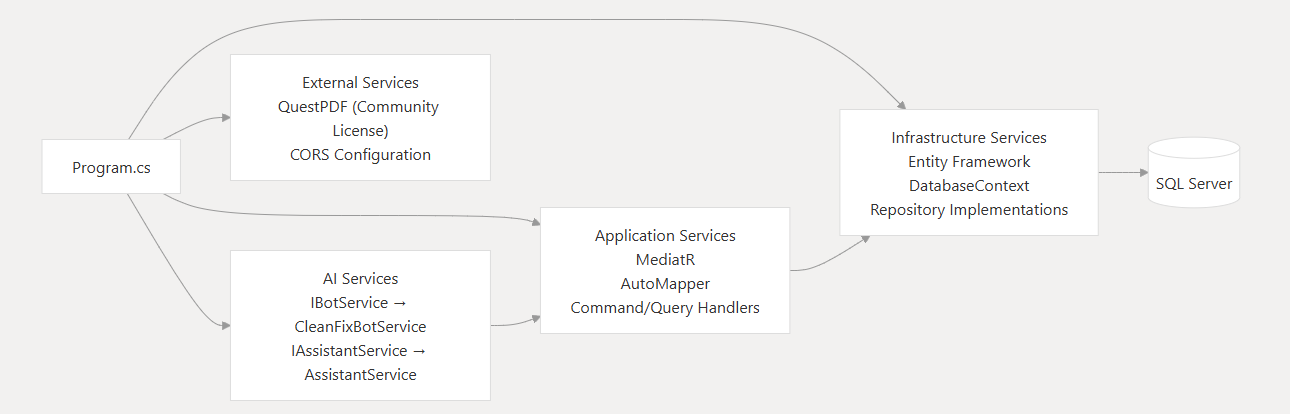 Program.cs
External Services
QuestPDF (Community
License)
CORS Configuration
AI Services
IBotService →
CleanFixBotService
IAssistantService →
AssistantService
Application Services
MediatR
AutoMapper
Command/Query Handlers
Infrastructure Services
Entity Framework
DatabaseContext
Repository Implementations
SQL Server